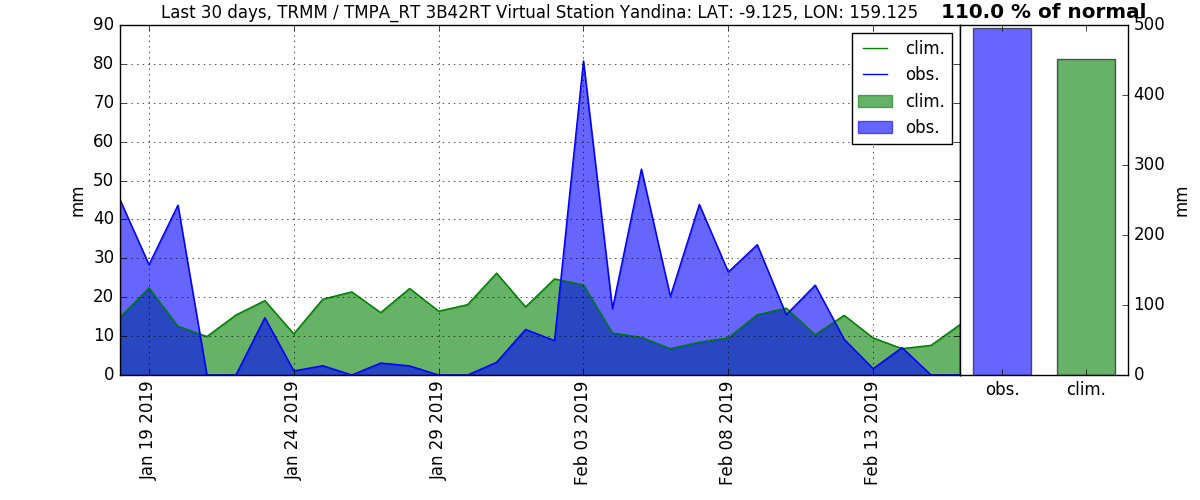 Last 30 days, TRMM / TMPA_RT 3B42RT Virtual Station Yandina: LAT: -9.125, LON: 159.125
110.0 % of normal
90
80
70
60
50
40
30
20
10
0
mm
clim.
obs.
clim.
obs.
Jan 19 2019
Jan 24 2019
Jan 29 2019
Feb 03 2019
Feb 08 2019
Feb 13 2019
500
400
300
200
100
0
mm
obs.
clim.